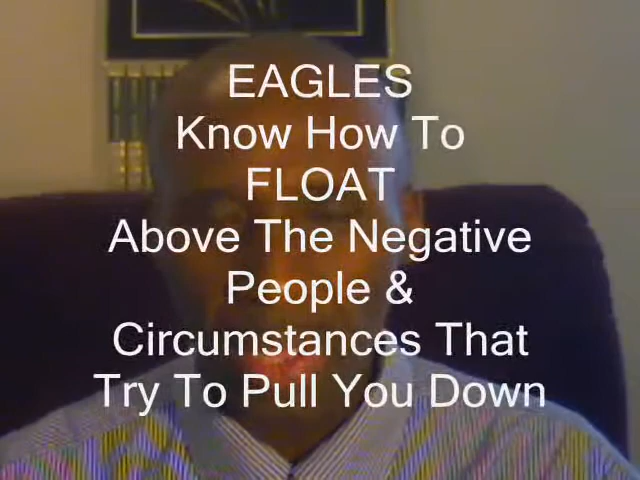 EAGLES
Know How To
FLOAT
Above The Negative
People &
Circumstances That
Try To Pull You Down